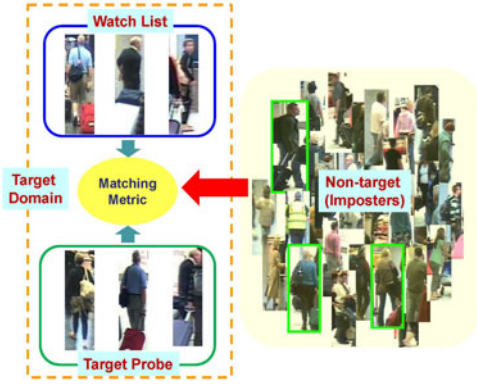 Watch List
Target
Domain
Matching
Metric
Non-target
(Imposters)
Target Probe